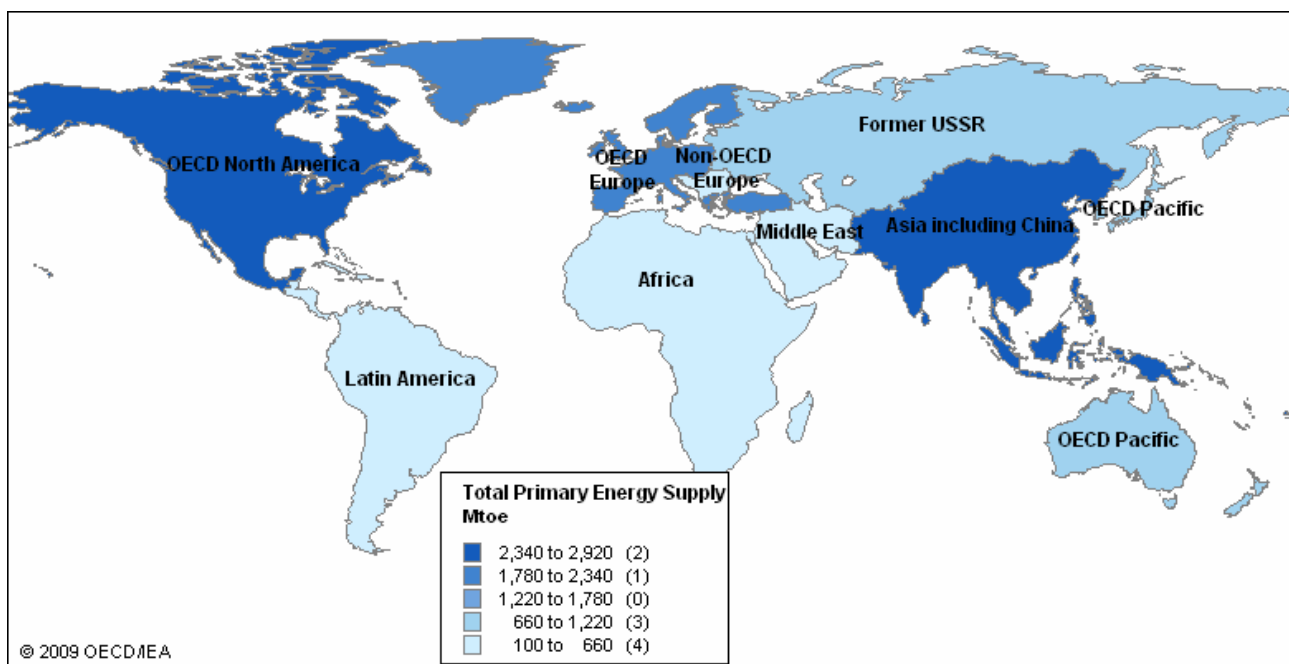 Former USSR
OECD North America
OECD
Europe
Non-OECD
Europe
OECD Pacific
Middle East
Asia including China
Africa
Latin America
OECD Pacific
Total Primary Energy Supply
Mtoe
2,340 to 2,920 (2)
1,780 to 2,340 (1)
1,220 to 1,780 (0)
660 to 1,220 (3)
100 to 660 (4)
© 2009 OECD/IEA